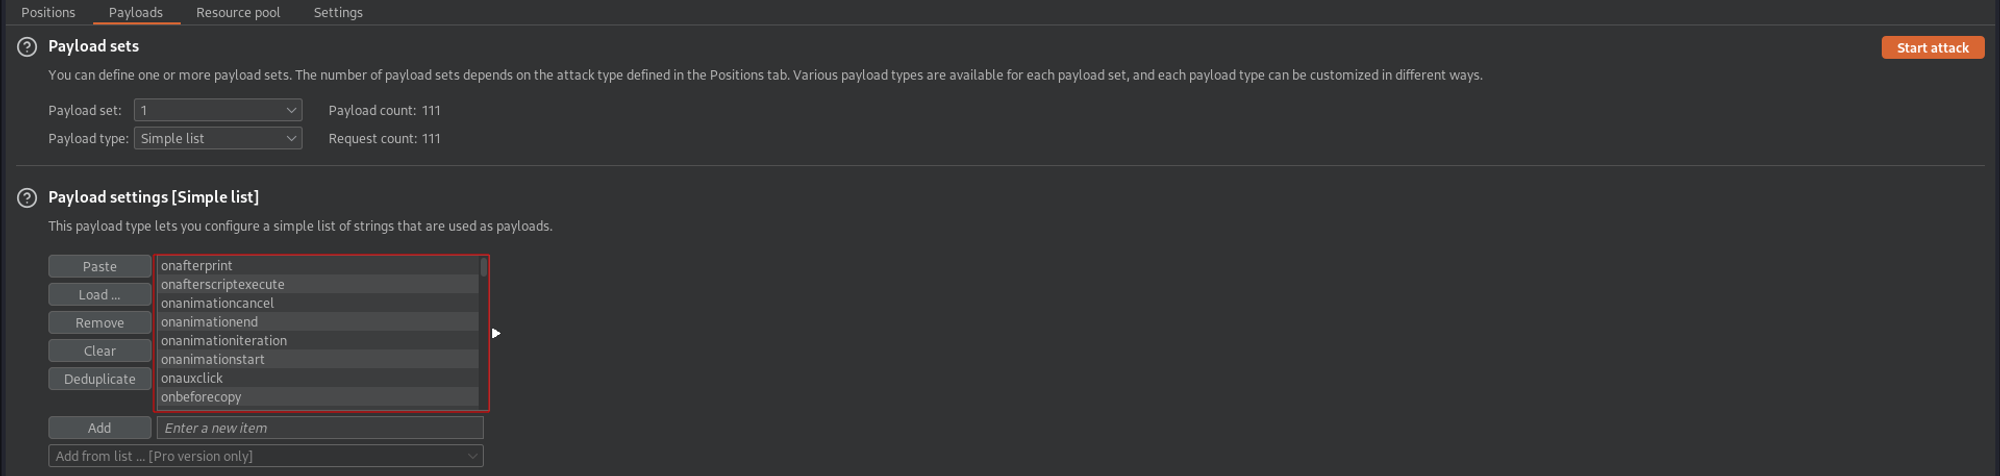 Positions Payloads Resource pool Settings
Payload sets
Start attack
You can define one or more payload sets. The number of payload sets depends on the attack type defined in the Positions tab. Various payload types are available for each payload set, and each payload type can be customized in different ways.
Payload set: 1 Payload count: 111
Payload type: Simple list Request count: 111
Payload settings [Simple list]
This payload type lets you configure a simple list of strings that are used as payloads.
Paste
Load ...
Remove
Clear
Deduplicate
onafterprint
onafterscriptexecute
onanimationcancel
onanimationend
onanimationiteration
onanimationstart
onauxclick
onbeforecopy
Add Enter a new item
Add from list ... [Pro version only]